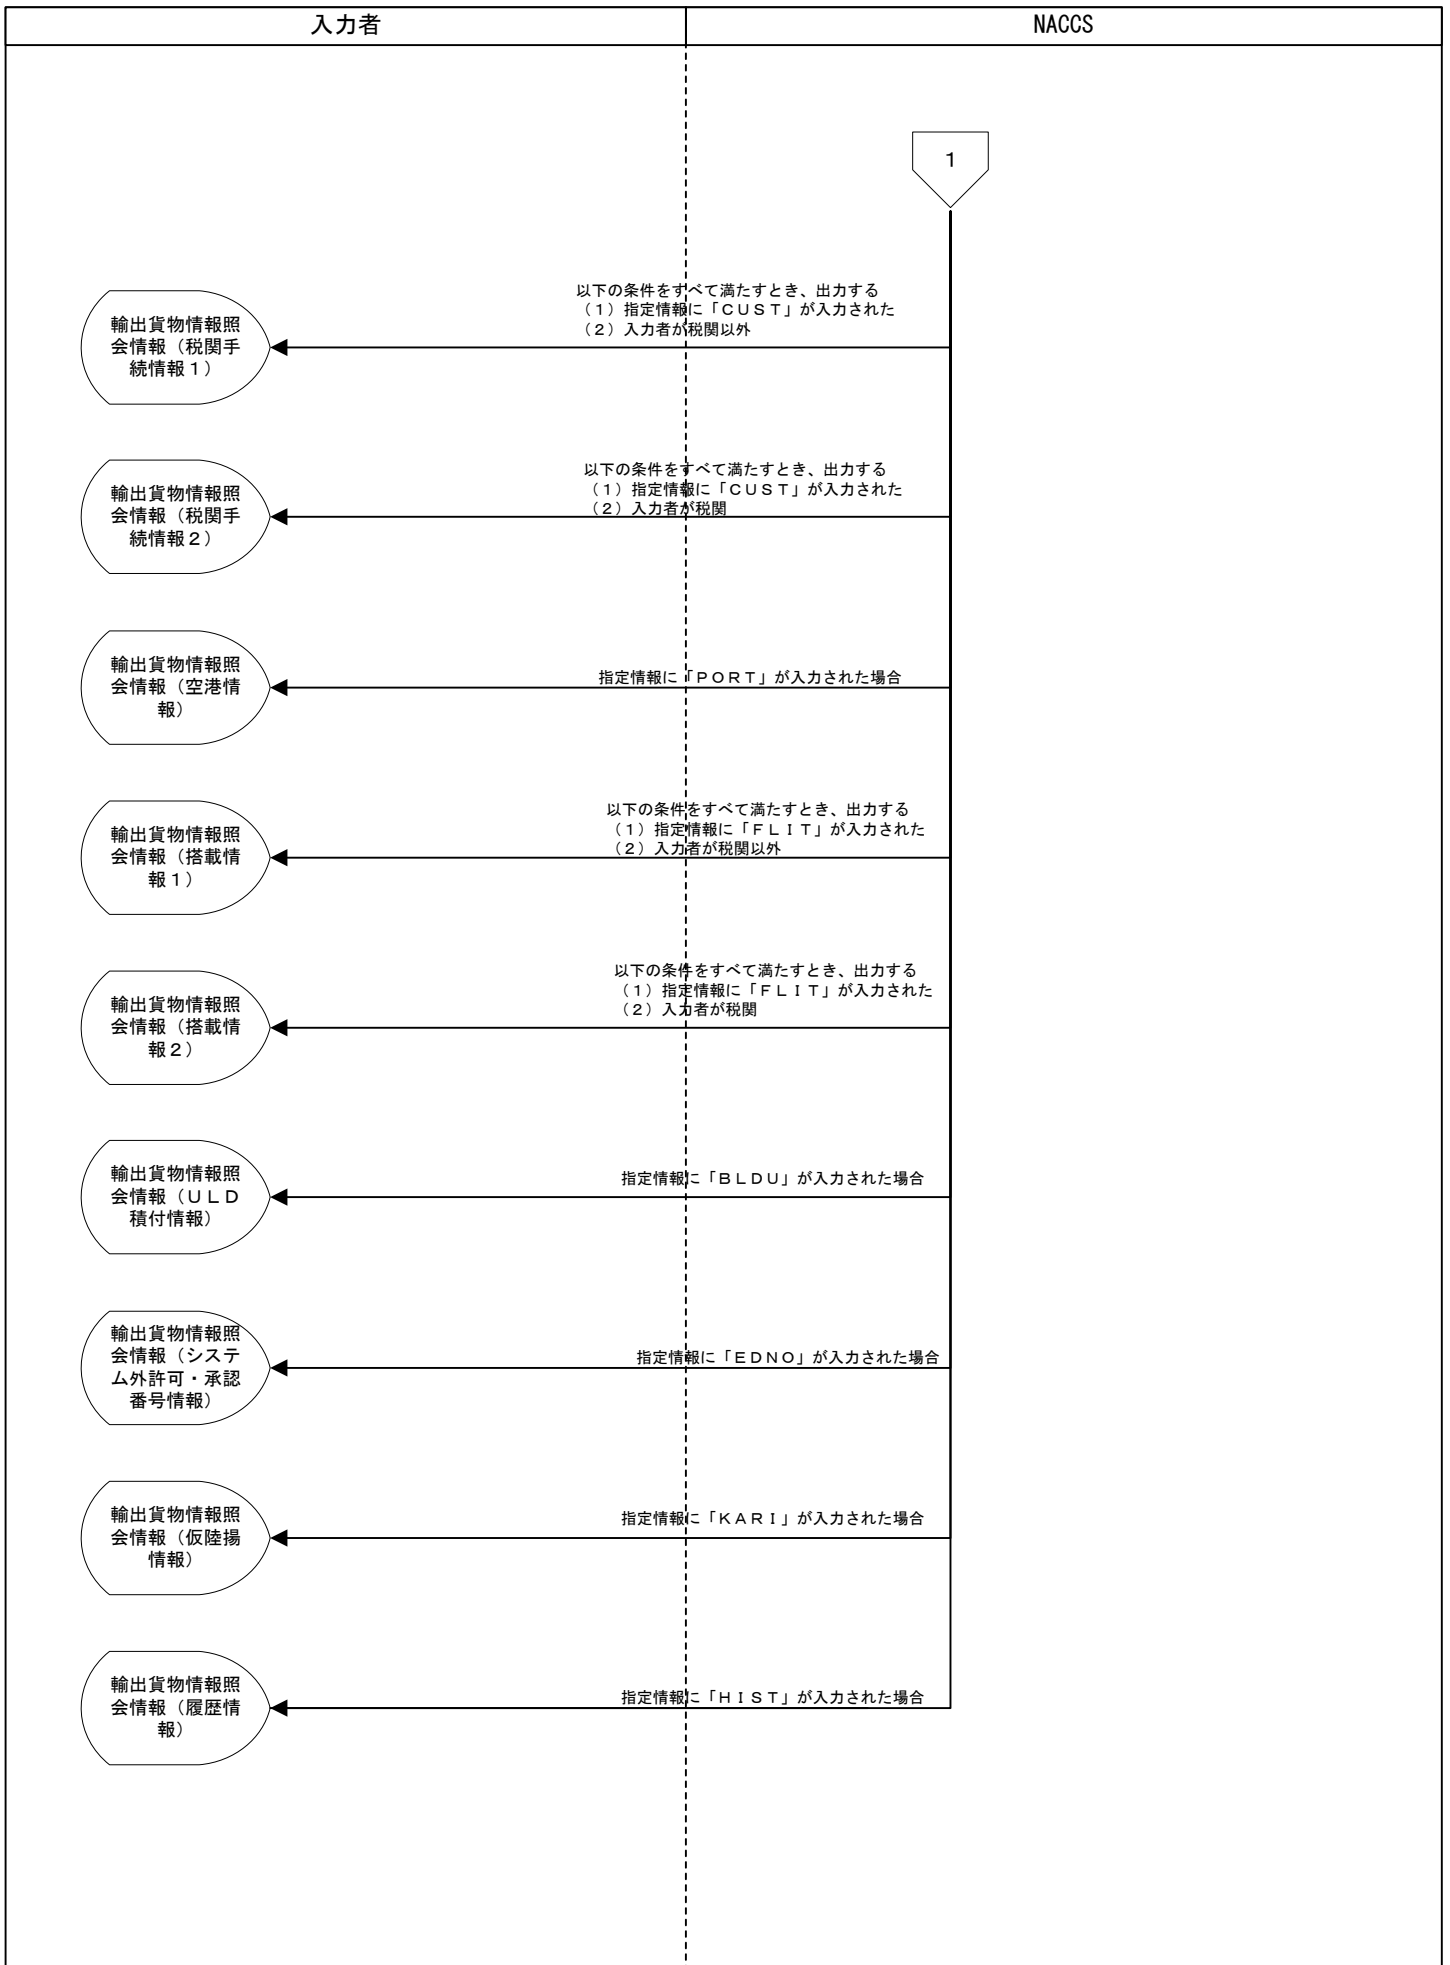 入力者
NACCS
1
以下の条件をすべて満たすとき、出力する
（１）指定情報に「ＣＵＳＴ」が入力された
（２）入力者が税関以外
輸出貨物情報照
会情報（税関手
続情報１）
以下の条件をすべて満たすとき、出力する
（１）指定情報に「ＣＵＳＴ」が入力された
（２）入力者が税関
輸出貨物情報照
会情報（税関手
続情報２）
指定情報に「ＰＯＲＴ」が入力された場合
輸出貨物情報照
会情報（空港情
報）
以下の条件をすべて満たすとき、出力する
（１）指定情報に「ＦＬＩＴ」が入力された
（２）入力者が税関以外
輸出貨物情報照
会情報（搭載情
報１）
以下の条件をすべて満たすとき、出力する
（１）指定情報に「ＦＬＩＴ」が入力された
（２）入力者が税関
輸出貨物情報照
会情報（搭載情
報２）
指定情報に「ＢＬＤＵ」が入力された場合
輸出貨物情報照
会情報（ＵＬＤ
積付情報）
指定情報に「ＥＤＮＯ」が入力された場合
輸出貨物情報照
会情報（システ
ム外許可・承認
番号情報）
指定情報に「ＫＡＲＩ」が入力された場合
輸出貨物情報照
会情報（仮陸揚
情報）
指定情報に「ＨＩＳＴ」が入力された場合
輸出貨物情報照
会情報（履歴情
報）